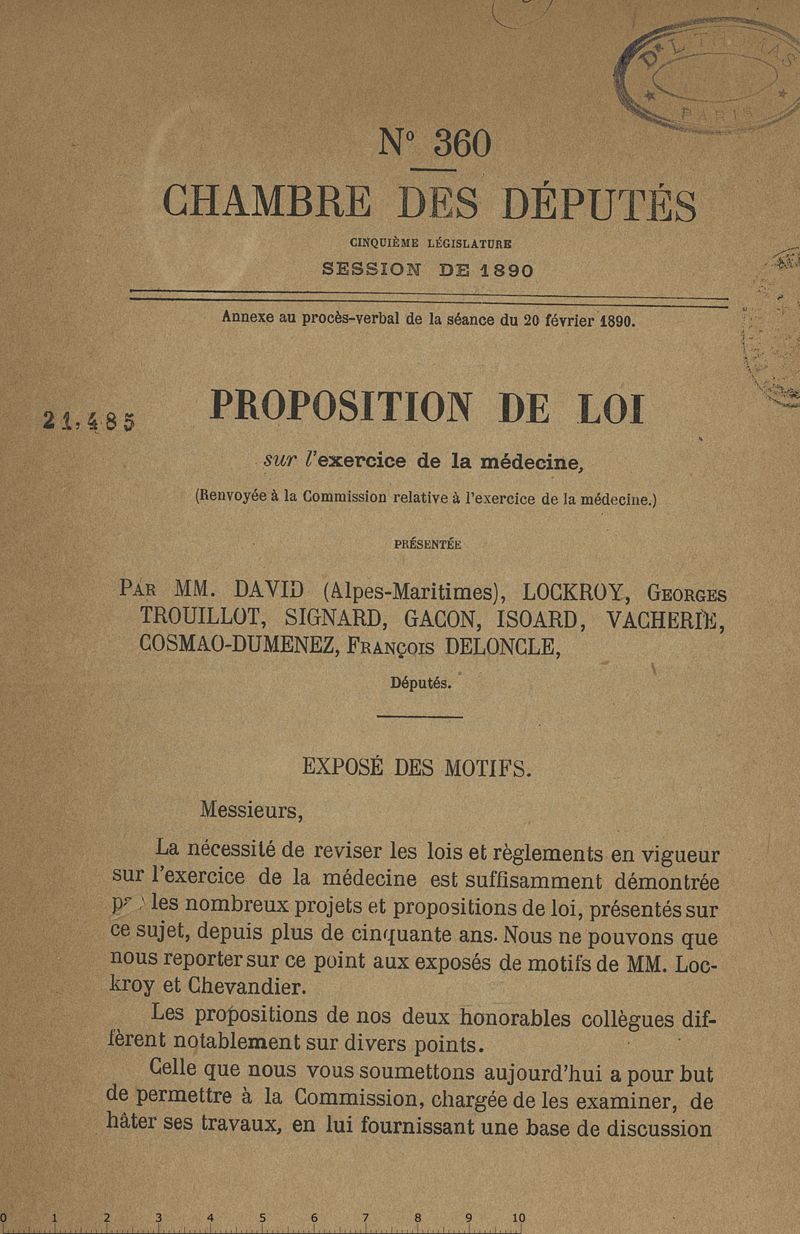 Dr L. THOMAS
PARIS
N° 360
CHAMBRE DES DÉPUTÉS
CINQUIÈME LÉGISLATURE
SESSION DE 1890
Annexe au procès-verbal de la séance du 20 février 1890.
21,485
PROPOSITION DE LOI
sur l'exercice de la médecine,
(Renvoyée à la Commission relative à l'exercice de la médecine.)
PRÉSENTÉE
PAR MM. DAVID (Alpes-Maritimes), LOCKROY, GEORGES
TROUILLOT, SIGNARD, GACON, ISOARD, VACHERIE,
COSMAO-DUMENEZ, FRANÇOIS DELONCLE,
Députés.
EXPOSÉ DES MOTIFS.
Messieurs,
La nécessité de reviser les lois et règlements en vigueur
sur l'exercice de la médecine est suffisamment démontrée
les nombreux projets et propositions de loi, présentés sur
ce sujet, depuis plus de cinquante ans. Nous ne pouvons que
nous reporter sur ce point aux exposés de motifs de MM. Loc-
kroy et Chevandier.
Les propositions de nos deux honorables collègues dif-
fèrent notablement sur divers points.
Celle que nous vous soumettons aujourd'hui a pour but
de permettre à la Commission, chargée de les examiner, de
hâter ses travaux, en lui fournissant une base de discussion
0 1 2 3 4 5 6 7 8 9 10